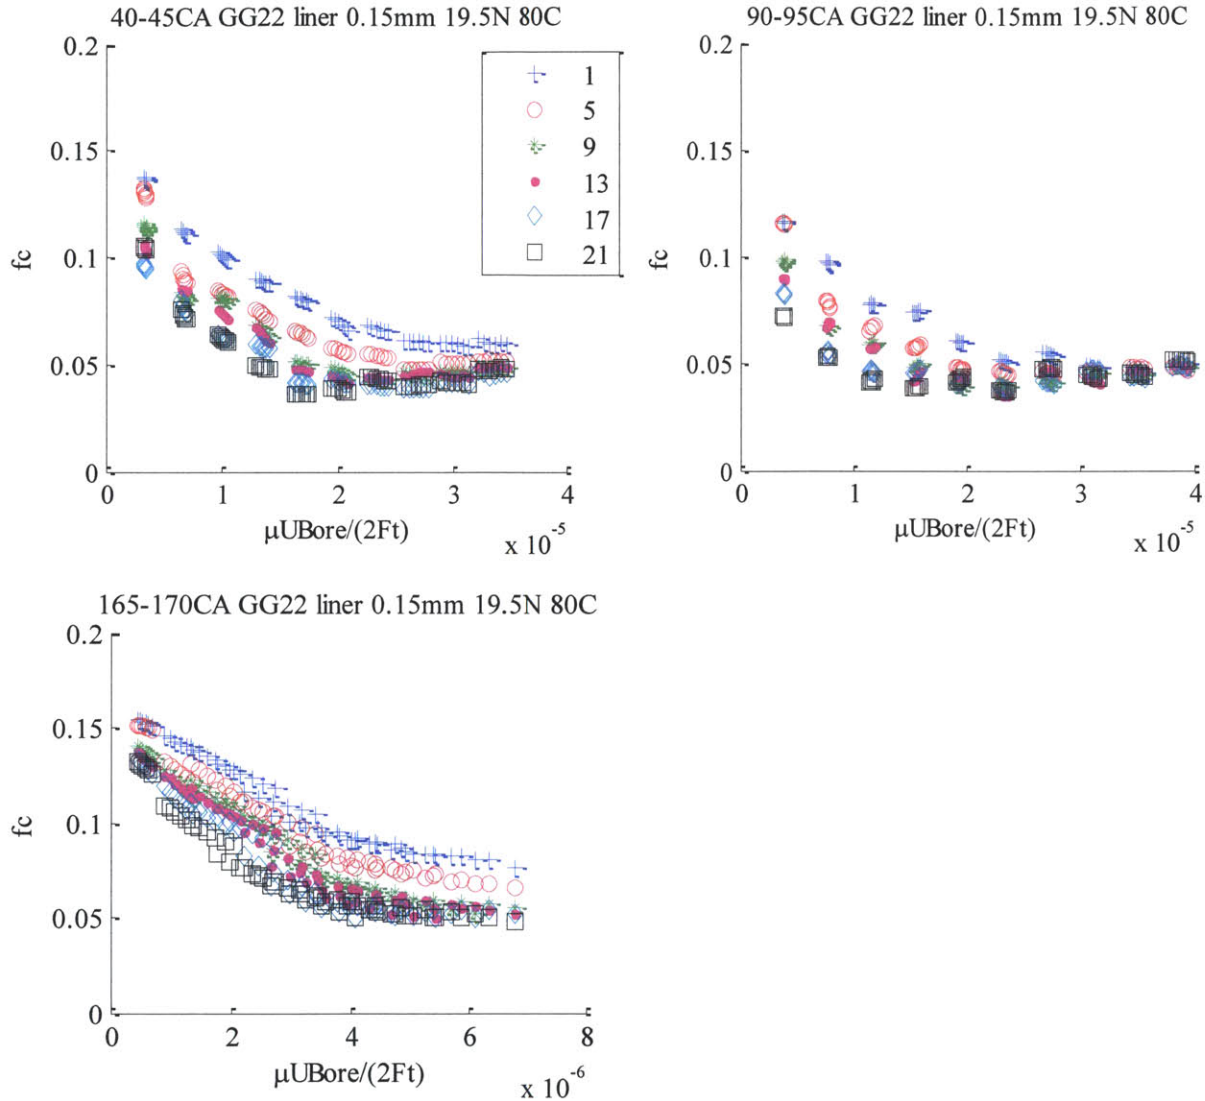 40-45CA GG22 liner 0.15mm 19.5N 80C
0.2
0.15
0.1
0.05
0
fc
0 1 2 3 4
μUBore/(2Ft)
x 10^-5
1
5
9
13
17
21
90-95CA GG22 liner 0.15mm 19.5N 80C
0.2
0.15
0.1
0.05
0
fc
0 1 2 3 4
μUBore/(2Ft)
x 10^-5
165-170CA GG22 liner 0.15mm 19.5N 80C
0.2
0.15
0.1
0.05
0
fc
0 2 4 6 8
μUBore/(2Ft)
x 10^-6